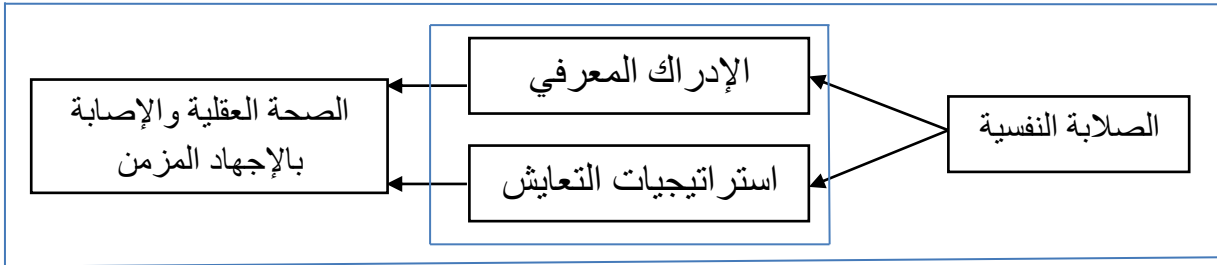 الصلابة النفسية
الإدراك المعرفي
استراتيجيات التعايش
الصحة العقلية والإصابة
بالإجهاد المزمن